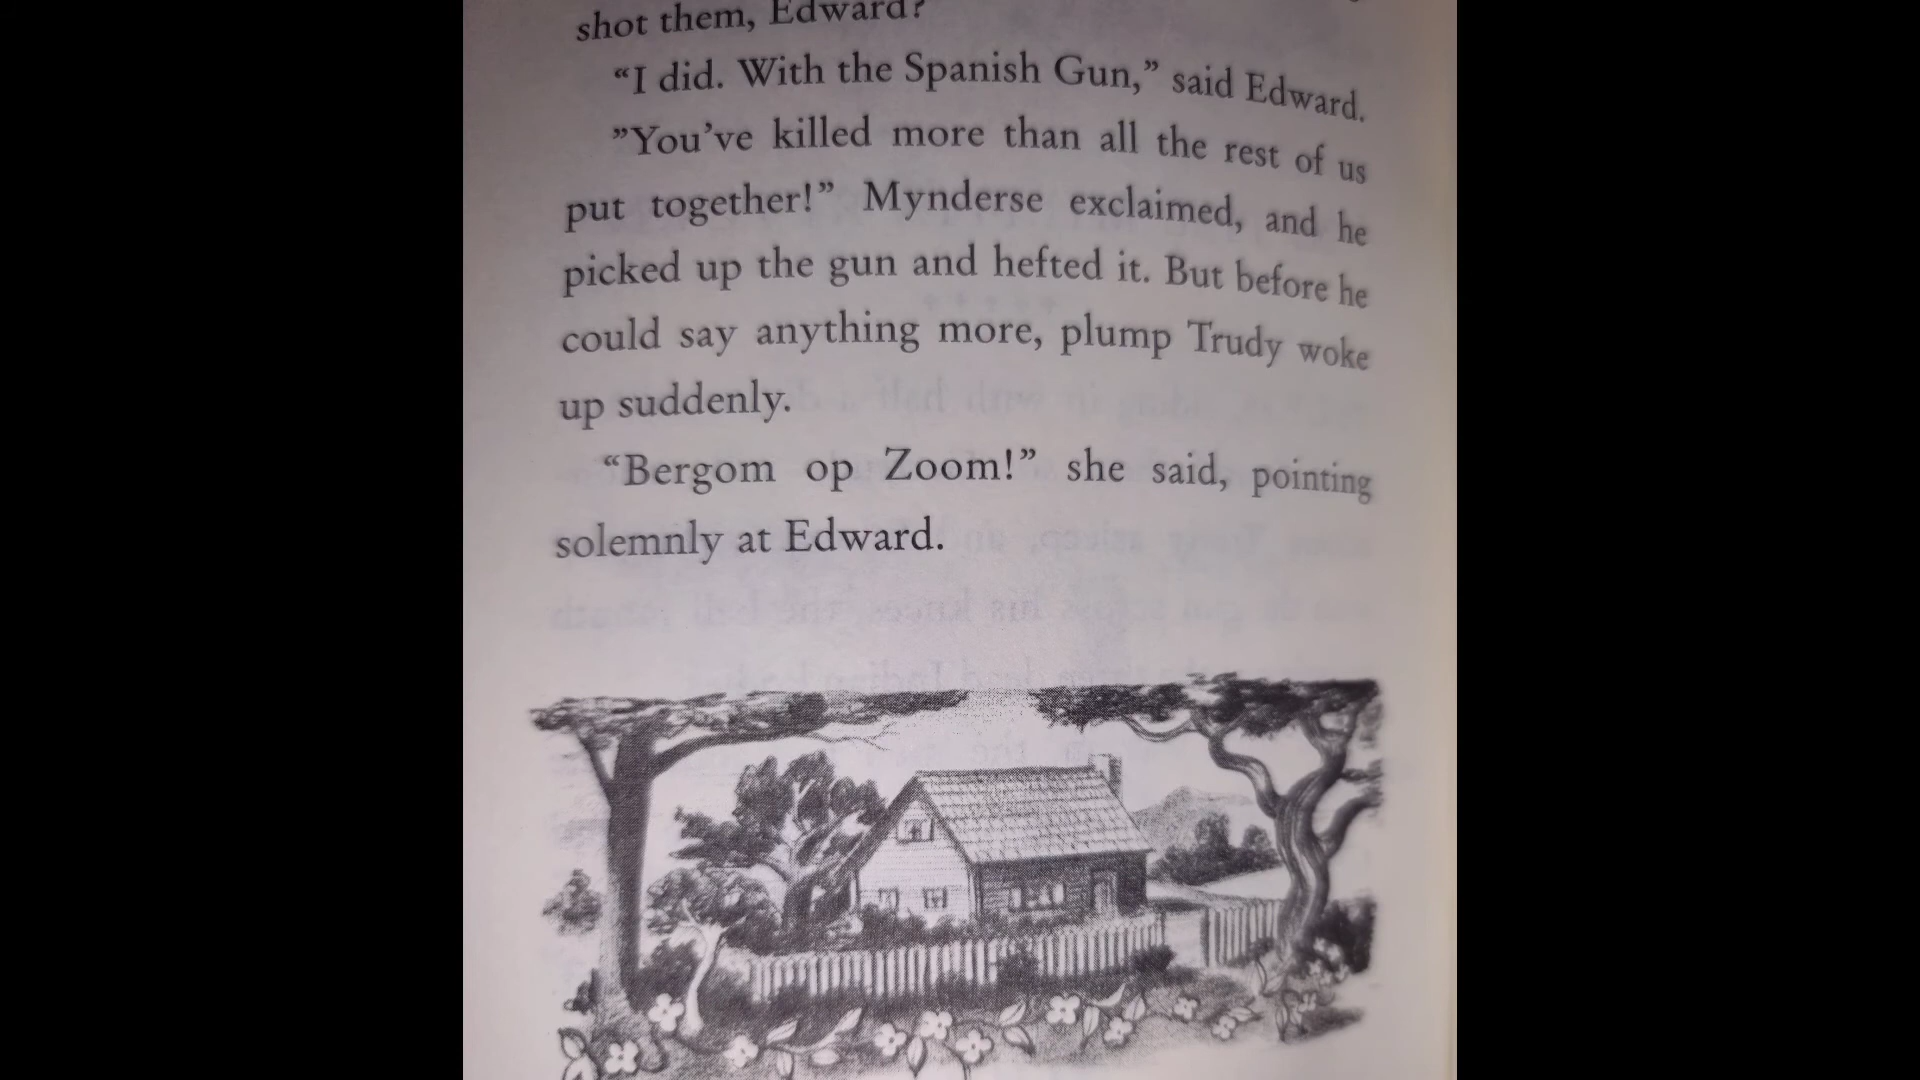 shot them, Edward?
“I did. With the Spanish Gun,” said Edward.
”You’ve killed more than all the rest of us
put together!” Mynderse exclaimed, and he
picked up the gun and hefted it. But before he
could say anything more, plump Trudy woke
up suddenly.
“Bergom op Zoom!” she said, pointing
solemnly at Edward.